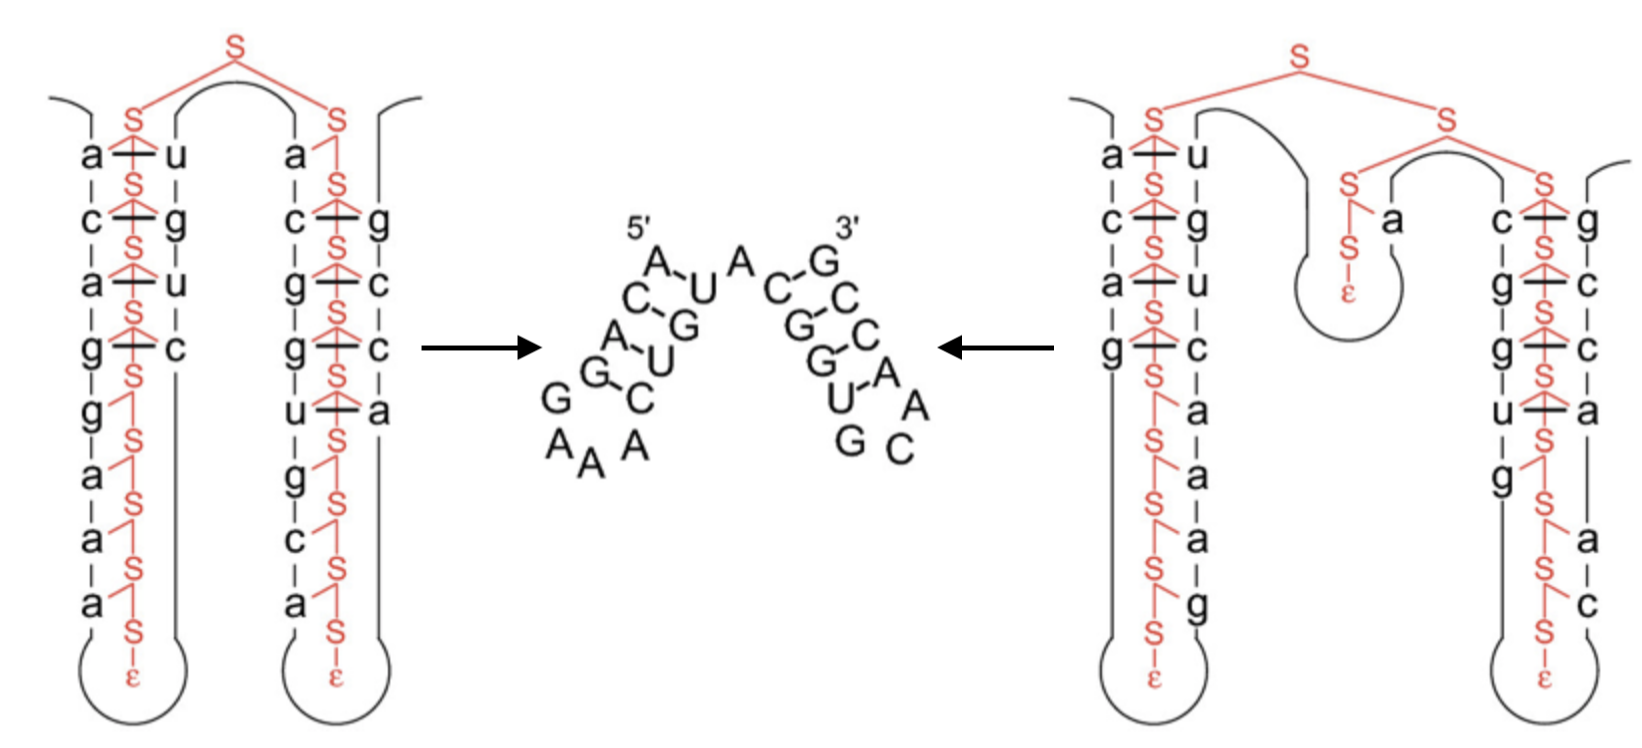 S
S S
a u a
S S
c g c g
S S
a u g c
S S
g c g c
S S
g u a
S S
a g
S S
a c
S S
a a
S S
ε ε
5' 3'
A U A C G
C G G C
A U G C
G C U A
G A A A G C A
S
S S
a u
S S S
c g a c g
S S S
a u ε g c
S S
g c g c
S S
a u a
S S
a g
S S
a a
S S
g c
S S
ε ε